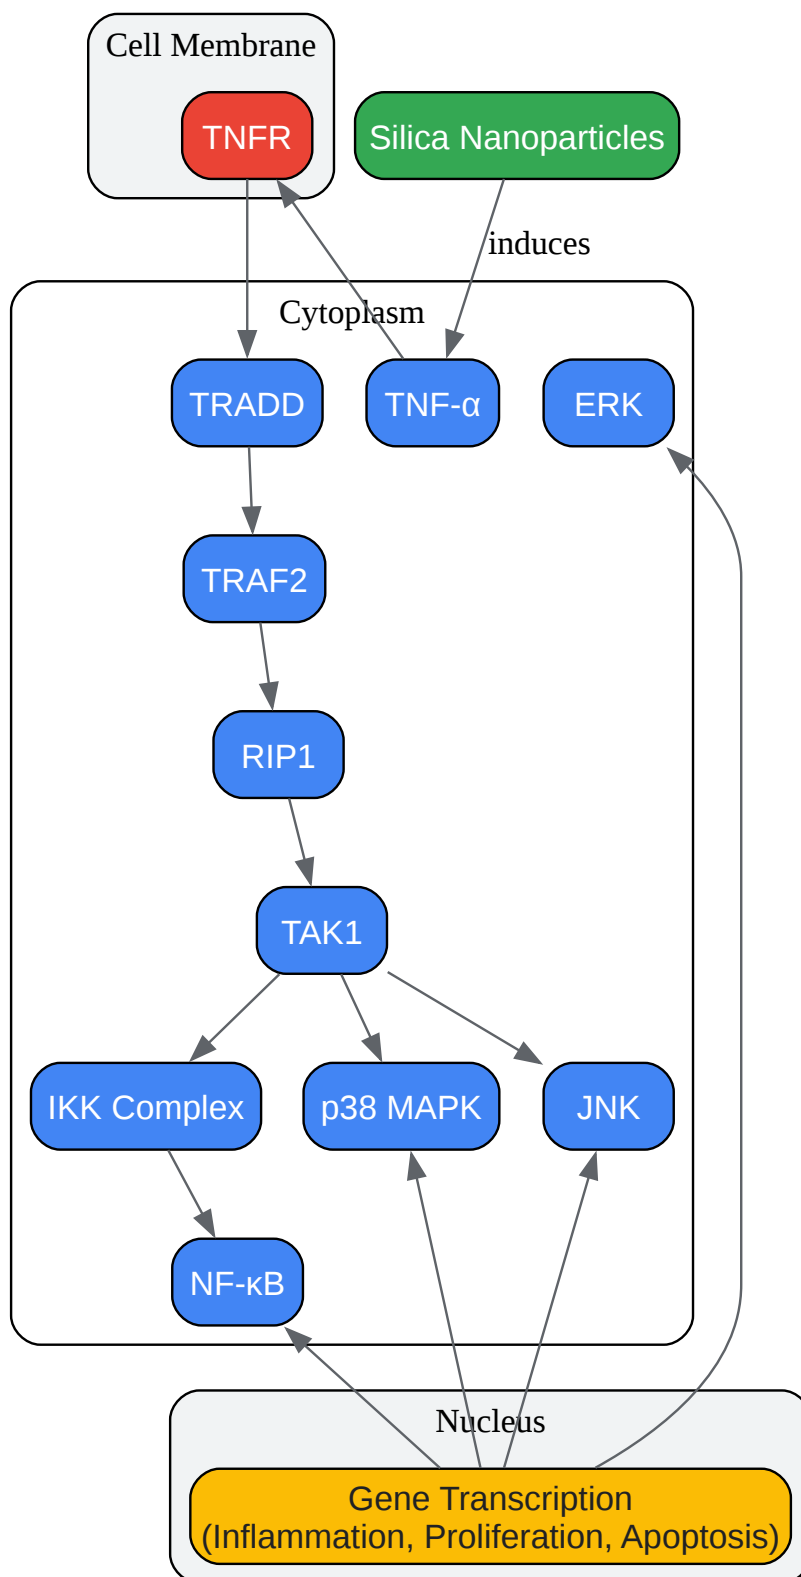 Cell Membrane
TNFR
Silica Nanoparticles
induces
Cytoplasm
TRADD
TNF-α
ERK
TRAF2
RIP1
TAK1
IKK Complex
p38 MAPK
JNK
NF-κB
Nucleus
Gene Transcription
(Inflammation, Proliferation, Apoptosis)